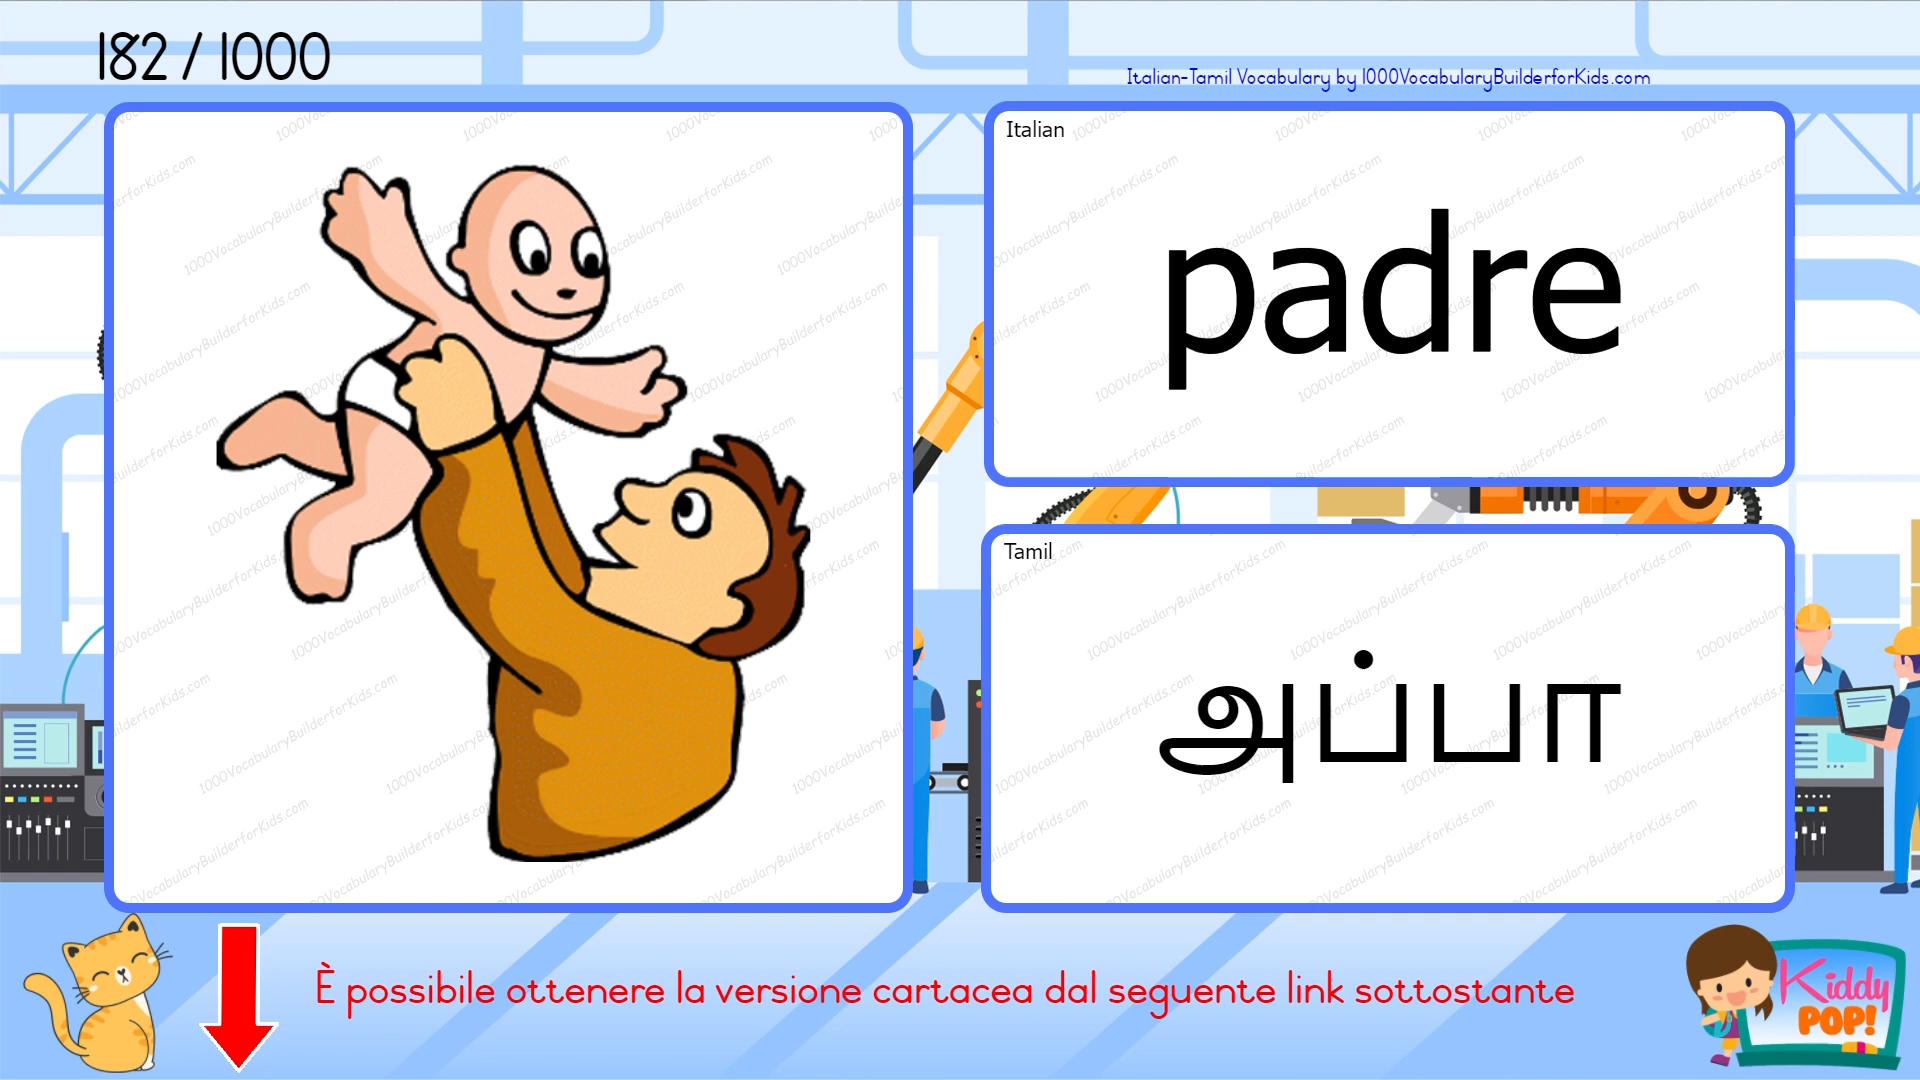 182 / 1000
Italian-Tamil Vocabulary by 1000VocabularyBuilderforKids.com
Italian
padre
Tamil
அப்பா
È possibile ottenere la versione cartacea dal seguente link sottostante
Kiddy
POP!